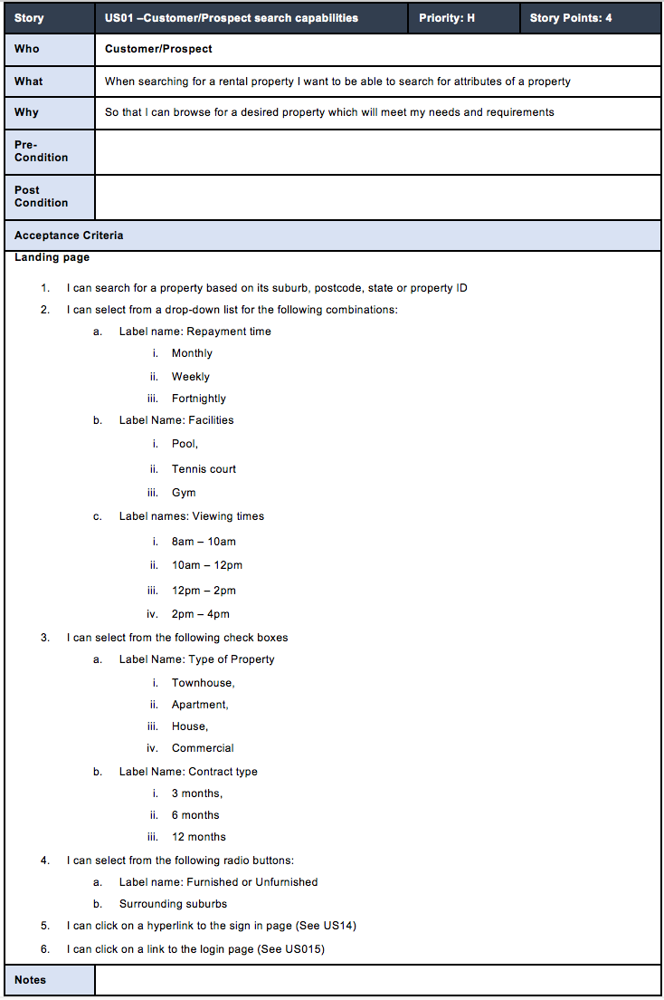 Story US01 –Customer/Prospect search capabilities Priority: H Story Points: 4
Who Customer/Prospect
What When searching for a rental property I want to be able to search for attributes of a property
Why So that I can browse for a desired property which will meet my needs and requirements
Pre-
Condition
Post
Condition
Acceptance Criteria
Landing page
1. I can search for a property based on its suburb, postcode, state or property ID
2. I can select from a drop-down list for the following combinations:
a. Label name: Repayment time
i. Monthly
ii. Weekly
iii. Fortnightly
b. Label Name: Facilities
i. Pool,
ii. Tennis court
iii. Gym
c. Label names: Viewing times
i. 8am – 10am
ii. 10am – 12pm
iii. 12pm – 2pm
iv. 2pm – 4pm
3. I can select from the following check boxes
a. Label Name: Type of Property
i. Townhouse,
ii. Apartment,
iii. House,
iv. Commercial
b. Label Name: Contract type
i. 3 months,
ii. 6 months
iii. 12 months
4. I can select from the following radio buttons:
a. Label name: Furnished or Unfurnished
b. Surrounding suburbs
5. I can click on a hyperlink to the sign in page (See US14)
6. I can click on a link to the login page (See US015)
Notes